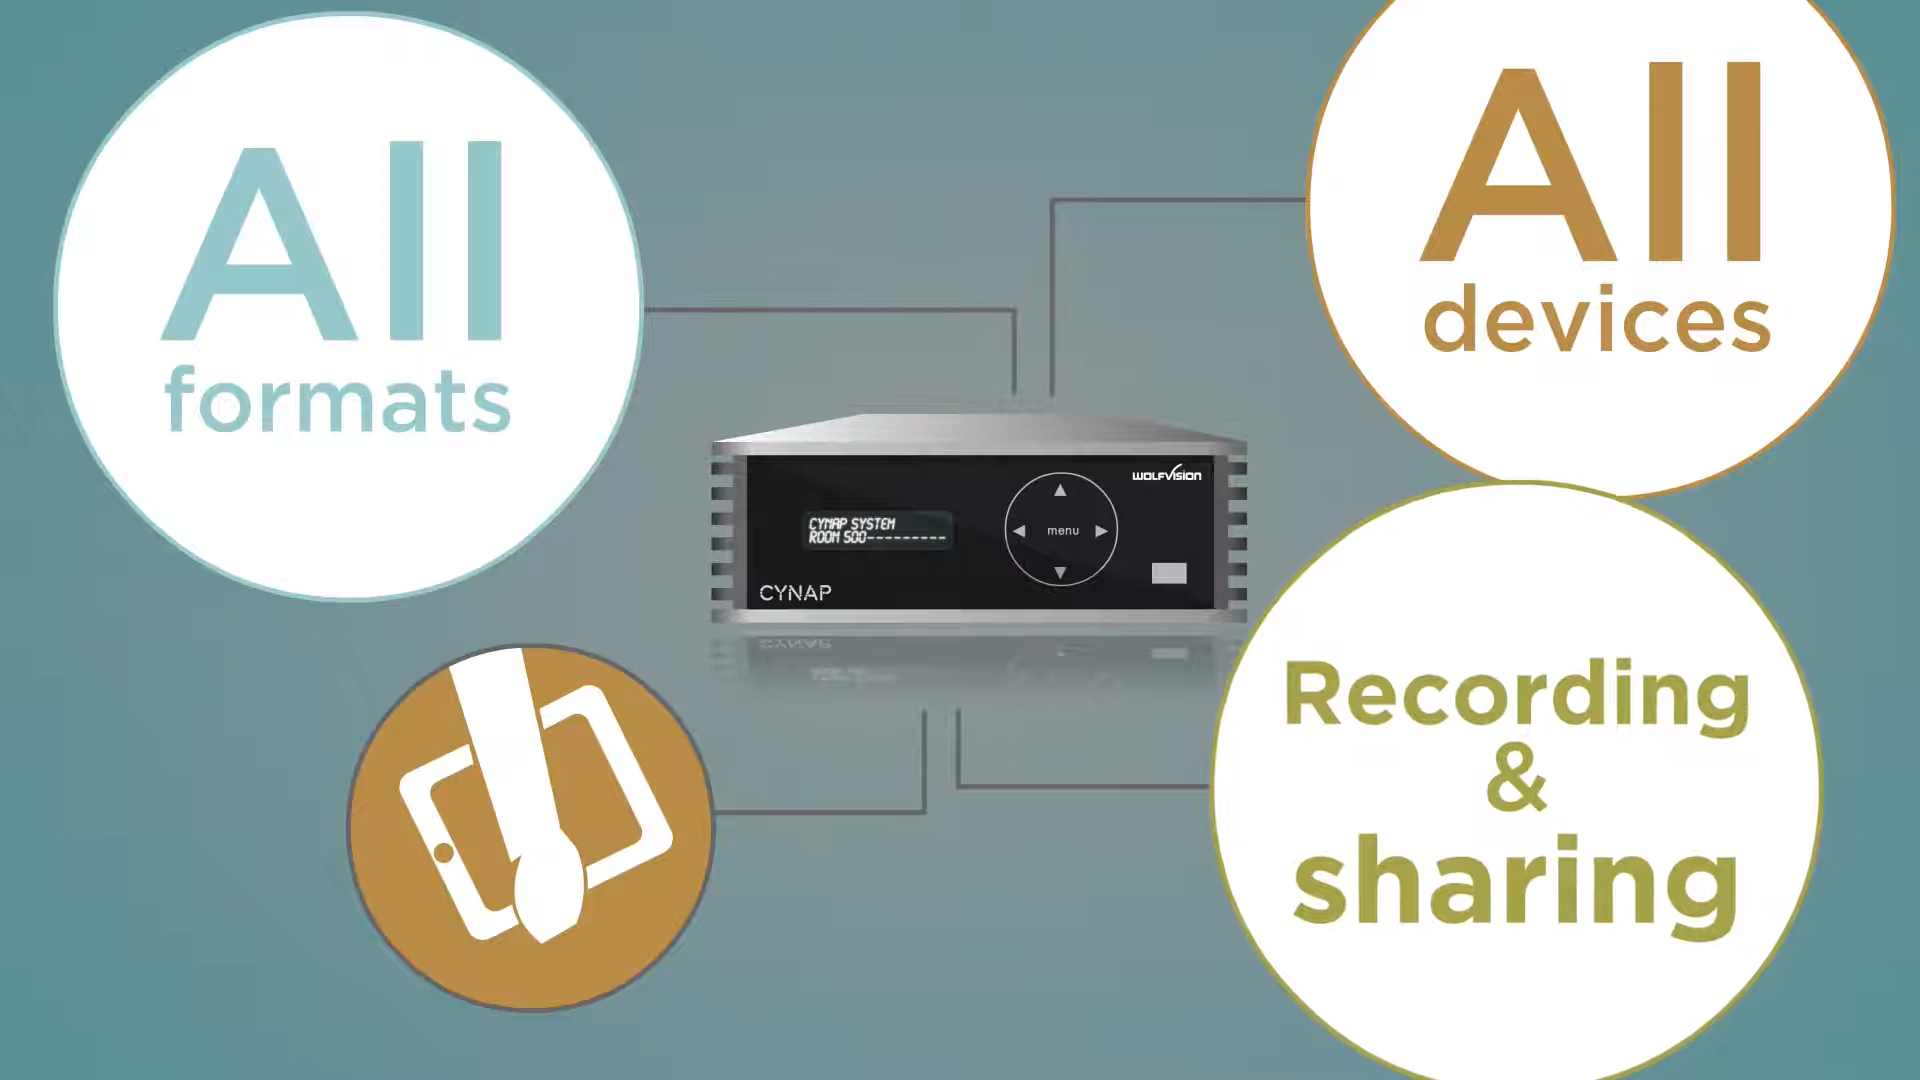 All
formats
All
devices
WOLFVISION
CYNAP SYSTEM
ROOM 500---------
menu
CYNAP
Recording
&
sharing